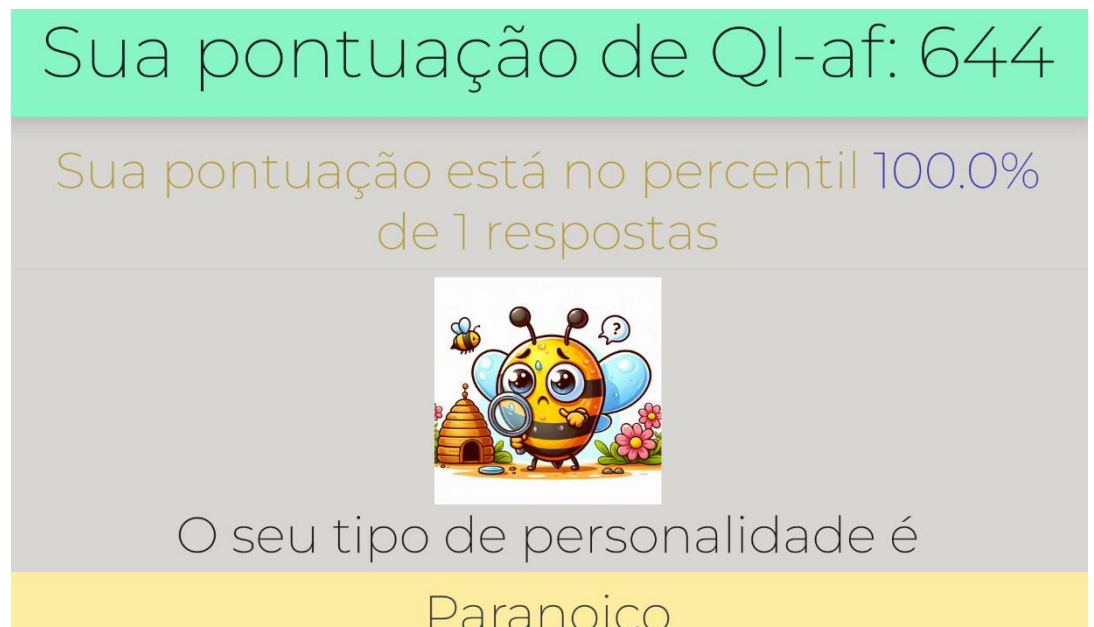 Sua pontuação de QI-af: 644
Sua pontuação está no percentil 100.0%
de 1 respostas
?
O seu tipo de personalidade é
Paranoico